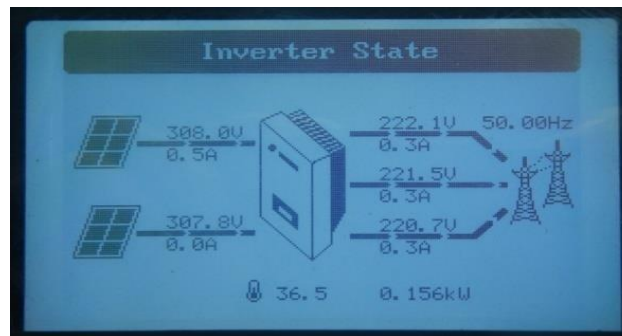 Inverter State
308.0V
0.5A
307.8V
0.0A
222.1V 50.00Hz
0.3A
221.5V
0.3A
220.7V
0.3A
36.5 0.156kW